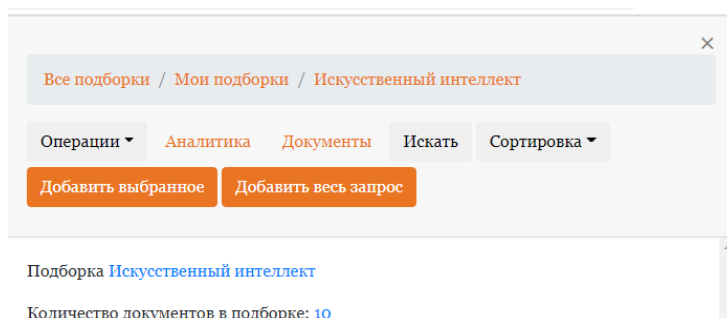 ×
Все подборки / Мои подборки / Искусственный интеллект
Операции Аналитика Документы Искать Сортировка
Добавить выбранное Добавить весь запрос
Подборка Искусственный интеллект
Количество документов в подборке: 10